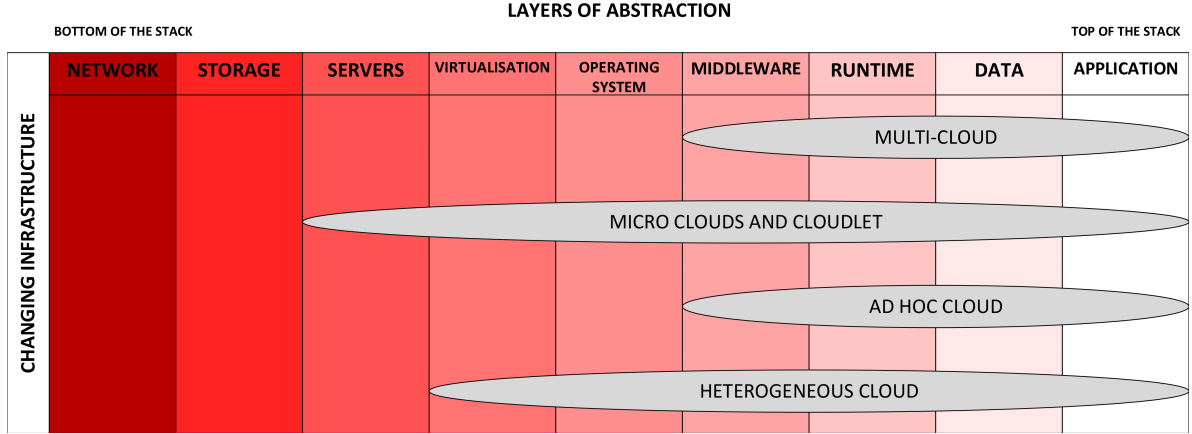 LAYERS OF ABSTRACTION
BOTTOM OF THE STACK
TOP OF THE STACK
NETWORK
STORAGE
SERVERS
VIRTUALISATION
OPERATING
SYSTEM
MIDDLEWARE
RUNTIME
DATA
APPLICATION
CHANGING INFRASTRUCTURE
MULTI-CLOUD
MICRO CLOUDS AND CLOUDLET
AD HOC CLOUD
HETEROGENEOUS CLOUD